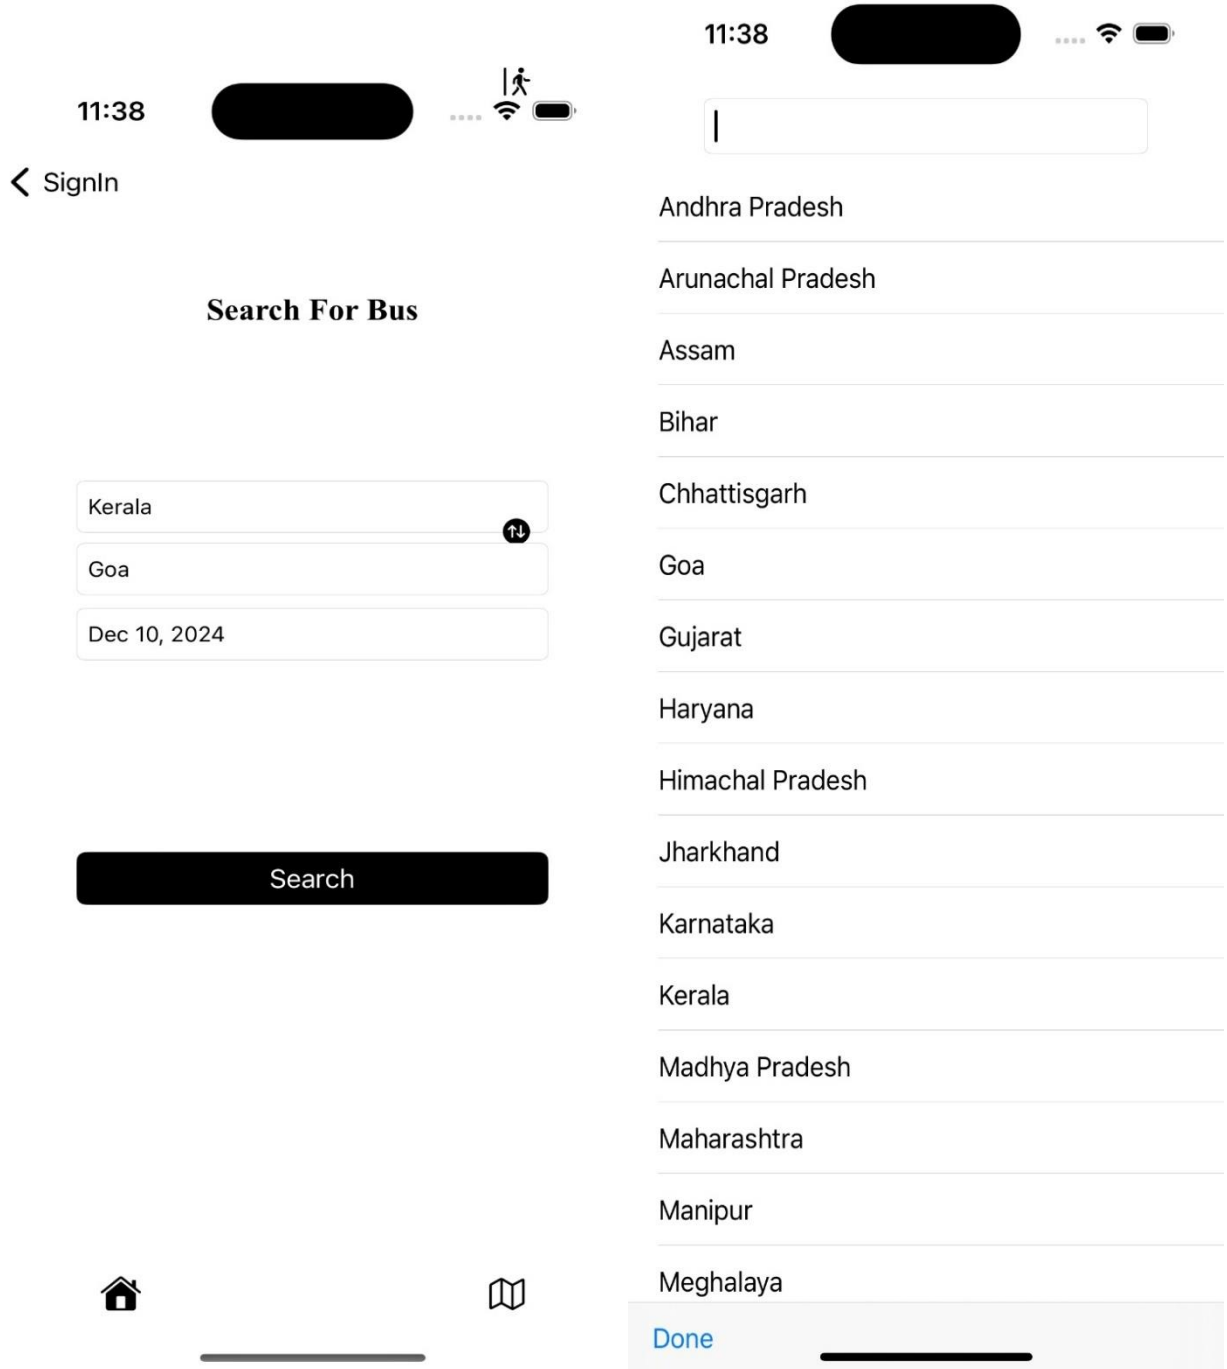 11:38
SignIn
Search For Bus
Kerala
Goa
Dec 10, 2024
Search
11:38
Andhra Pradesh
Arunachal Pradesh
Assam
Bihar
Chhattisgarh
Goa
Gujarat
Haryana
Himachal Pradesh
Jharkhand
Karnataka
Kerala
Madhya Pradesh
Maharashtra
Manipur
Meghalaya
Done